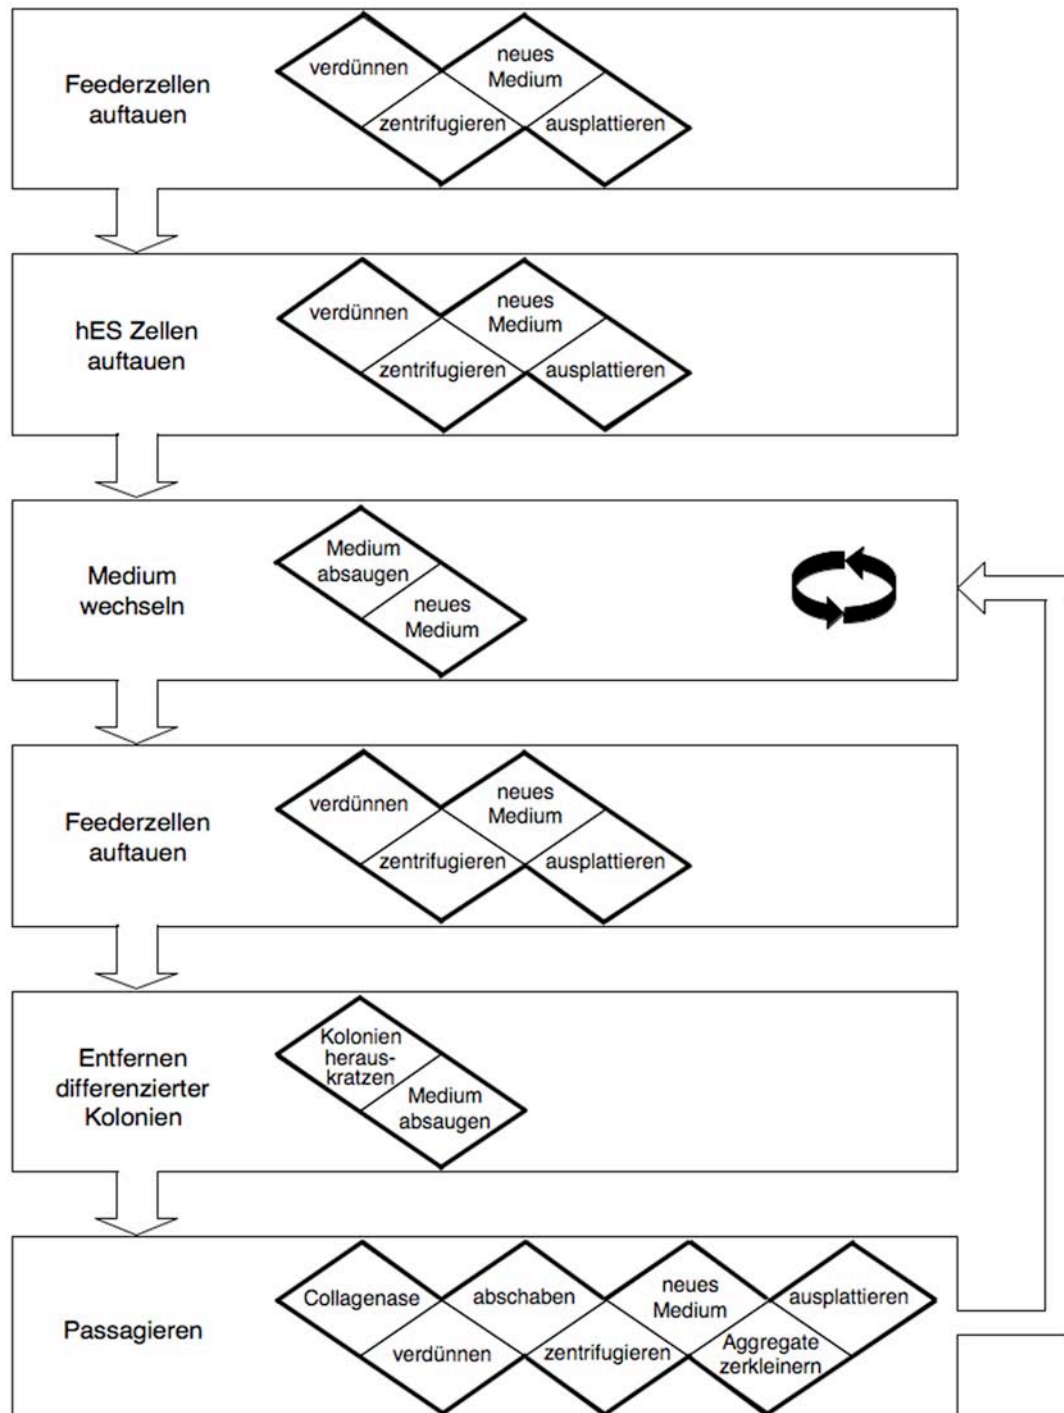 Feederzellen
auftauen
verdünnen
zentrifugieren
neues
Medium
ausplattieren
hES Zellen
auftauen
verdünnen
zentrifugieren
neues
Medium
ausplattieren
Medium
wechseln
Medium
absaugen
neues
Medium
Feederzellen
auftauen
verdünnen
zentrifugieren
neues
Medium
ausplattieren
Entfernen
differenzierter
Kolonien
Kolonien
heraus-
kratzen
Medium
absaugen
Passagieren
Collagenase
verdünnen
abschaben
zentrifugieren
neues
Medium
Aggregate
zerkleinern
ausplattieren